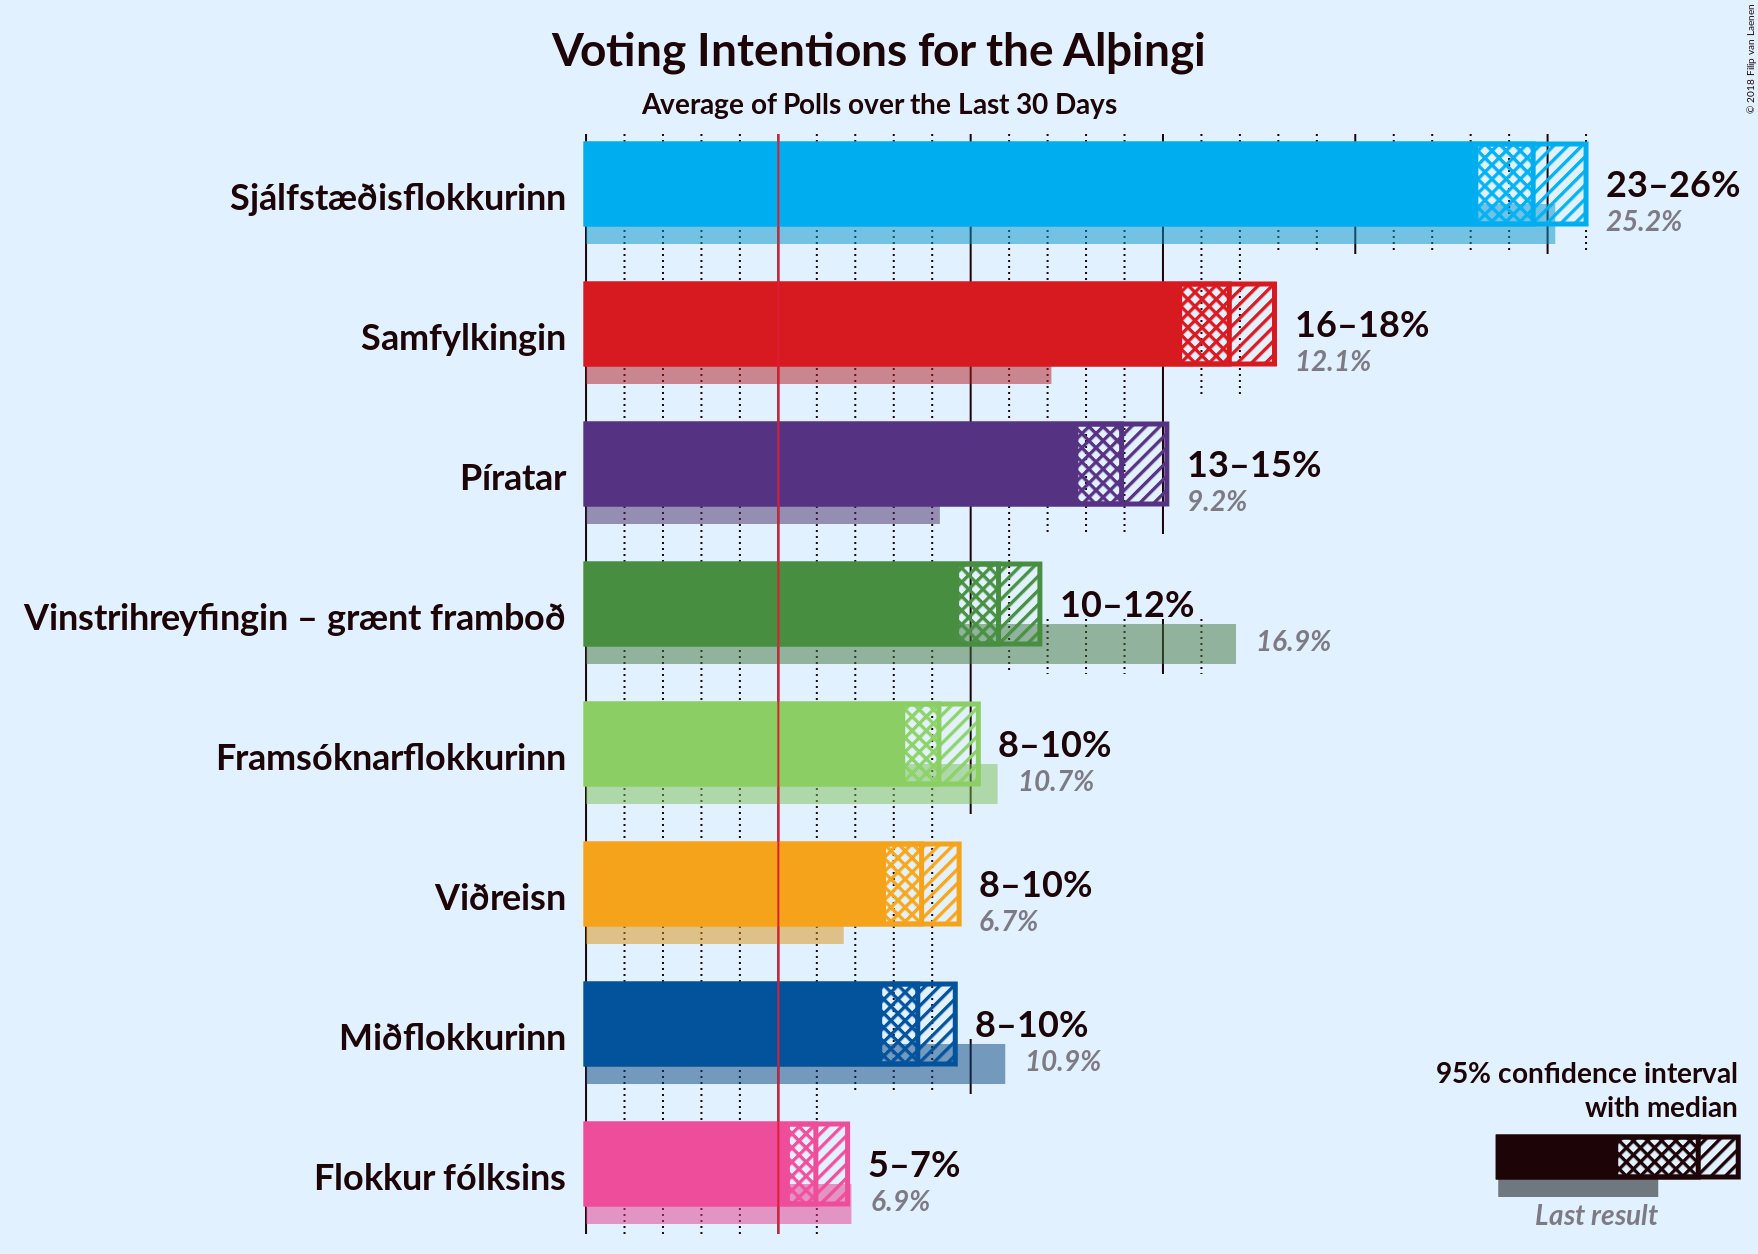 Voting Intentions for the Alþingi
Average of Polls over the Last 30 Days
© 2018 Filip van Laenen
Sjálfstæðisflokkurinn
23–26%
25.2%
Samfylkingin
16–18%
12.1%
Píratar
13–15%
9.2%
Vinstrihreyfingin – grænt framboð
10–12%
16.9%
Framsóknarflokkurinn
8–10%
10.7%
Viðreisn
8–10%
6.7%
Miðflokkurinn
8–10%
10.9%
Flokkur fólksins
5–7%
6.9%
95% confidence interval
with median
Last result